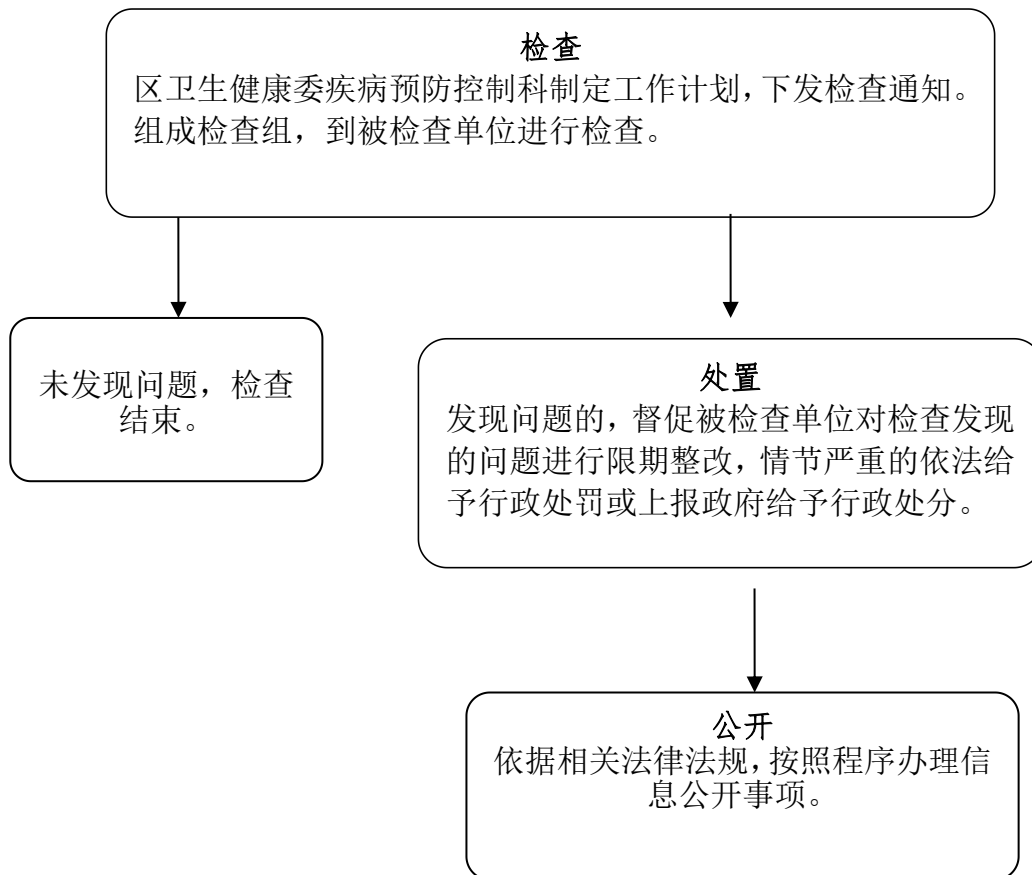 检查
区卫生健康委疾病预防控制科制定工作计划，下发检查通知。
组成检查组，到被检查单位进行检查。
未发现问题，检查
结束。
处置
发现问题的，督促被检查单位对检查发现
的问题进行限期整改，情节严重的依法给
予行政处罚或上报政府给予行政处分。
公开
依据相关法律法规，按照程序办理信
息公开事项。